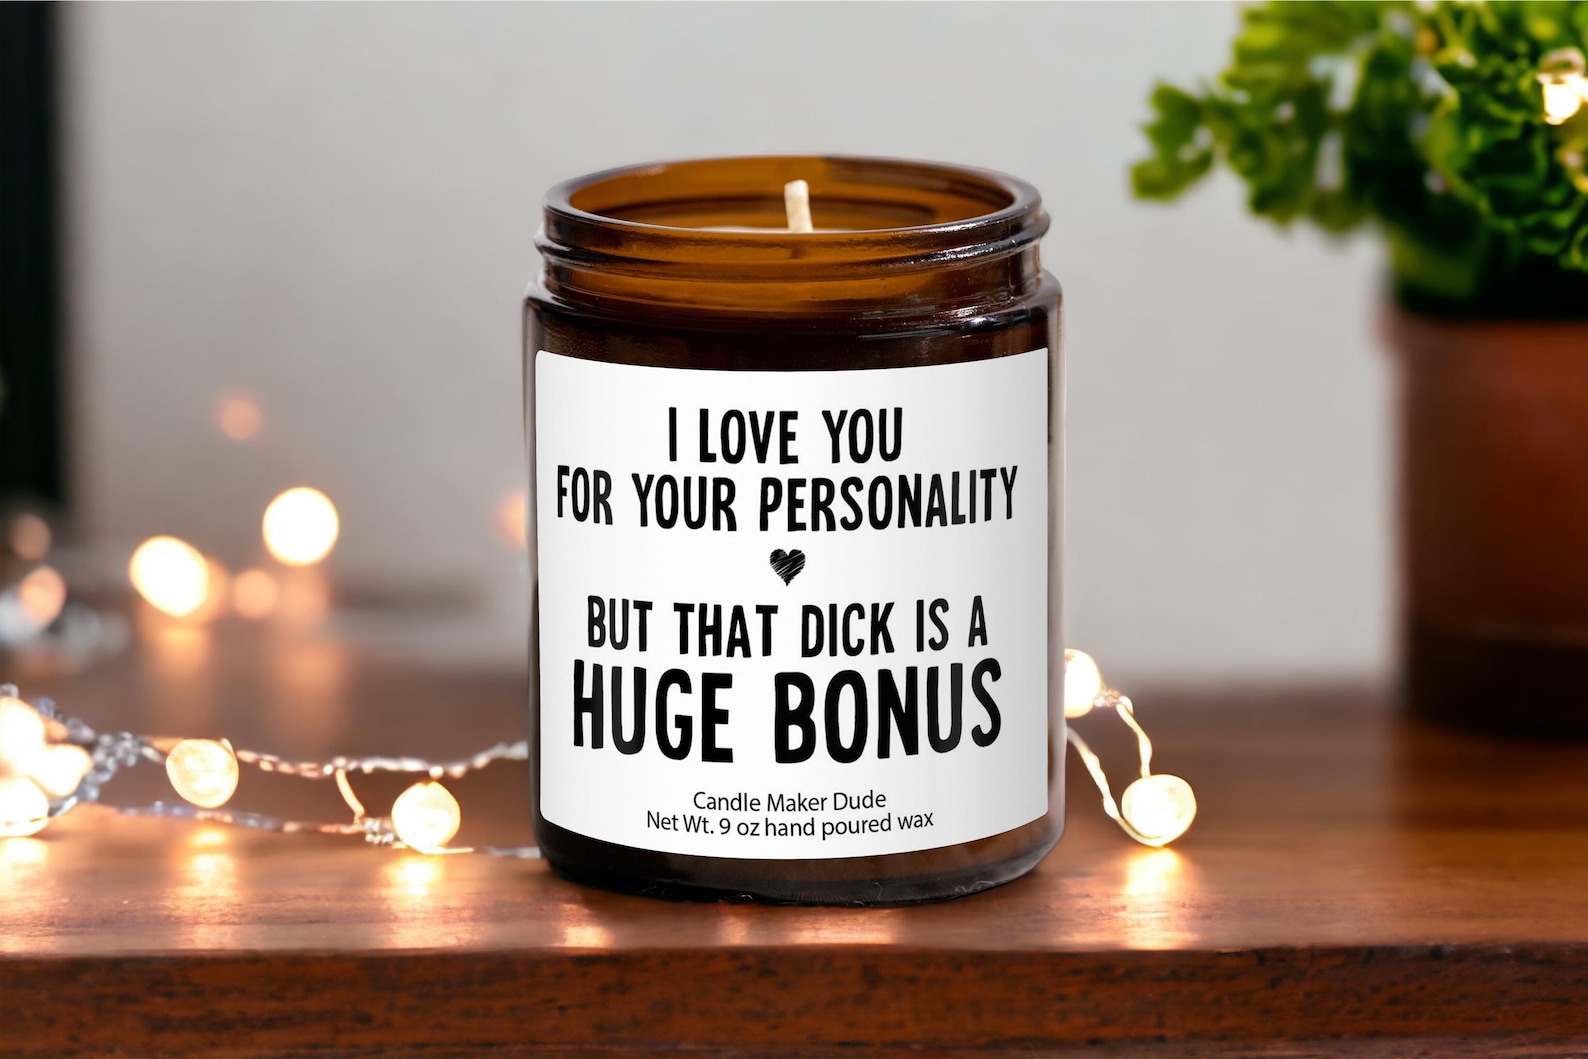 I LOVE YOU
FOR YOUR PERSONALITY
BUT THAT DICK IS A
HUGE BONUS
Candle Maker Dude
Net Wt. 9 oz hand poured wax